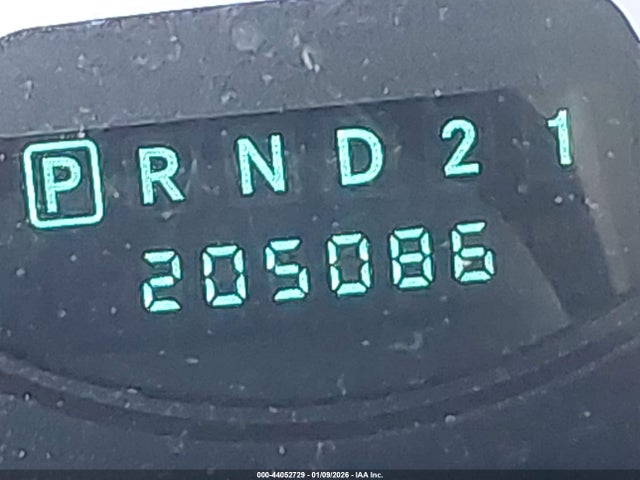 P R N D 2 1
205086
000-44052729 - 01/09/2026 - IAA Inc.